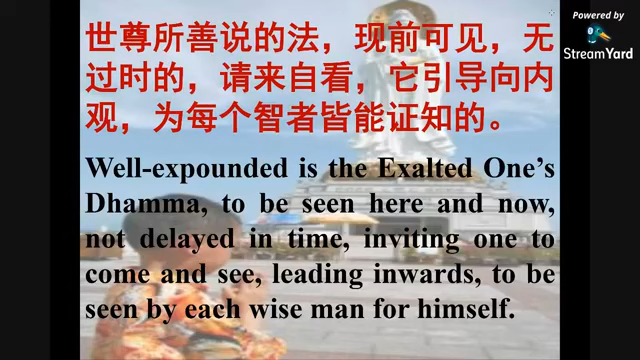 世尊所善说的法，现前可见，无
过时的，请来自看，它引导向内
观，为每个智者皆能证知的。
Well-expounded is the Exalted One’s
Dhamma, to be seen here and now,
not delayed in time, inviting one to
come and see, leading inwards, to be
seen by each wise man for himself.
Powered by
StreamYard